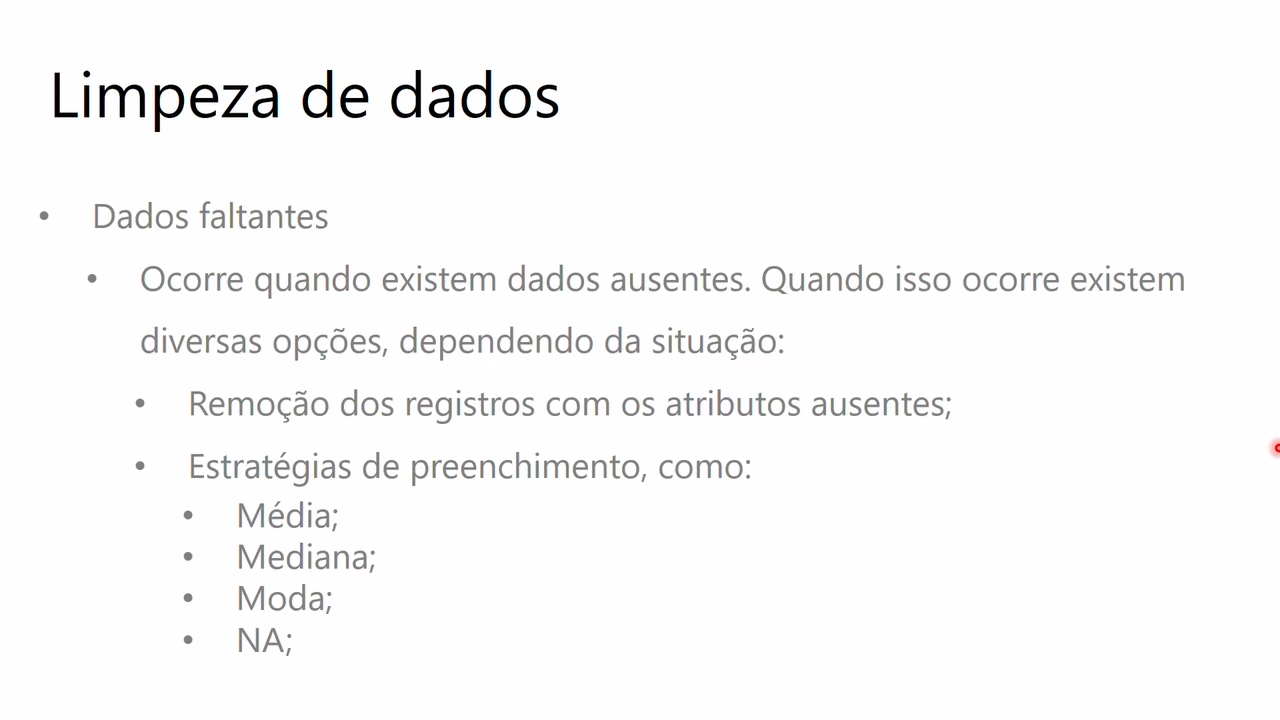 Limpeza de dados
• Dados faltantes
• Ocorre quando existem dados ausentes. Quando isso ocorre existem
diversas opções, dependendo da situação:
• Remoção dos registros com os atributos ausentes;
• Estratégias de preenchimento, como:
• Média;
• Mediana;
• Moda;
• NA;